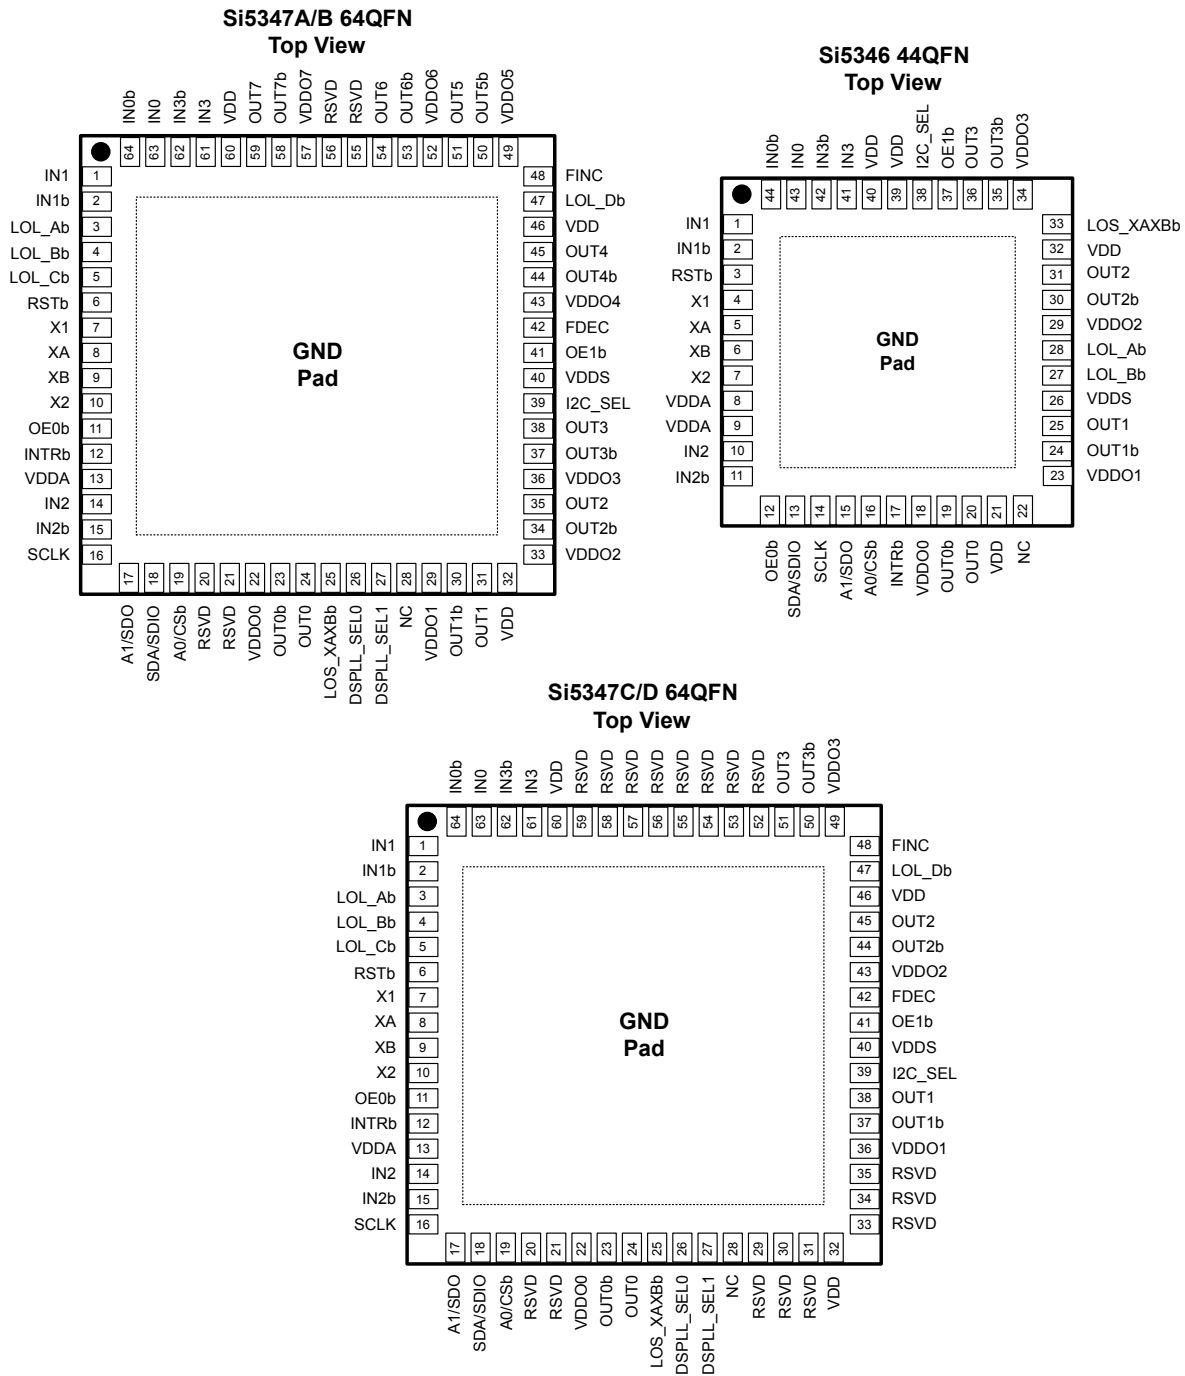 Si5347A/B 64QFN
Top View
IN0b
IN0
IN3b
IN3
VDD
OUT7
OUT7b
VDDO7
RSVD
RSVD
OUT6
OUT6b
VDDO6
OUT5
OUT5b
VDDO5
64
63
62
61
60
59
58
57
56
55
54
53
52
51
50
49
IN1 1
IN1b 2
LOL_Ab 3
LOL_Bb 4
LOL_Cb 5
RSTb 6
X1 7
XA 8
XB 9
X2 10
OE0b 11
INTRb 12
VDDA 13
IN2 14
IN2b 15
SCLK 16
GND
Pad
48 FINC
47 LOL_Db
46 VDD
45 OUT4
44 OUT4b
43 VDDO4
42 FDEC
41 OE1b
40 VDDS
39 I2C_SEL
38 OUT3
37 OUT3b
36 VDDO3
35 OUT2
34 OUT2b
33 VDDO2
17
18
19
20
21
22
23
24
25
26
27
28
29
30
31
32
A1/SDO
SDA/SDIO
A0/CSb
RSVD
RSVD
VDDO0
OUT0b
OUT0
LOS_XAXBb
DSPLL_SEL0
DSPLL_SEL1
NC
VDDO1
OUT1b
OUT1
VDD
Si5346 44QFN
Top View
IN0b
IN0
IN3b
IN3
VDD
VDD
I2C_SEL
OE1b
OUT3
OUT3b
VDDO3
44
43
42
41
40
39
38
37
36
35
34
IN1 1
IN1b 2
RSTb 3
X1 4
XA 5
XB 6
X2 7
VDDA 8
VDDA 9
IN2 10
IN2b 11
GND
Pad
33 LOS_XAXBb
32 VDD
31 OUT2
30 OUT2b
29 VDDO2
28 LOL_Ab
27 LOL_Bb
26 VDDS
25 OUT1
24 OUT1b
23 VDDO1
12
13
14
15
16
17
18
19
20
21
22
OE0b
SDA/SDIO
SCLK
A1/SDO
A0/CSb
INTRb
VDDO0
OUT0b
OUT0
VDD
NC
Si5347C/D 64QFN
Top View
IN0b
IN0
IN3b
IN3
VDD
RSVD
RSVD
RSVD
RSVD
RSVD
RSVD
RSVD
RSVD
OUT3
OUT3b
VDDO3
64
63
62
61
60
59
58
57
56
55
54
53
52
51
50
49
IN1 1
IN1b 2
LOL_Ab 3
LOL_Bb 4
LOL_Cb 5
RSTb 6
X1 7
XA 8
XB 9
X2 10
OE0b 11
INTRb 12
VDDA 13
IN2 14
IN2b 15
SCLK 16
GND
Pad
48 FINC
47 LOL_Db
46 VDD
45 OUT2
44 OUT2b
43 VDDO2
42 FDEC
41 OE1b
40 VDDS
39 I2C_SEL
38 OUT1
37 OUT1b
36 VDDO1
35 RSVD
34 RSVD
33 RSVD
17
18
19
20
21
22
23
24
25
26
27
28
29
30
31
32
A1/SDO
SDA/SDIO
A0/CSb
RSVD
RSVD
VDDO0
OUT0b
OUT0
LOS_XAXBb
DSPLL_SEL0
DSPLL_SEL1
NC
RSVD
RSVD
RSVD
VDD